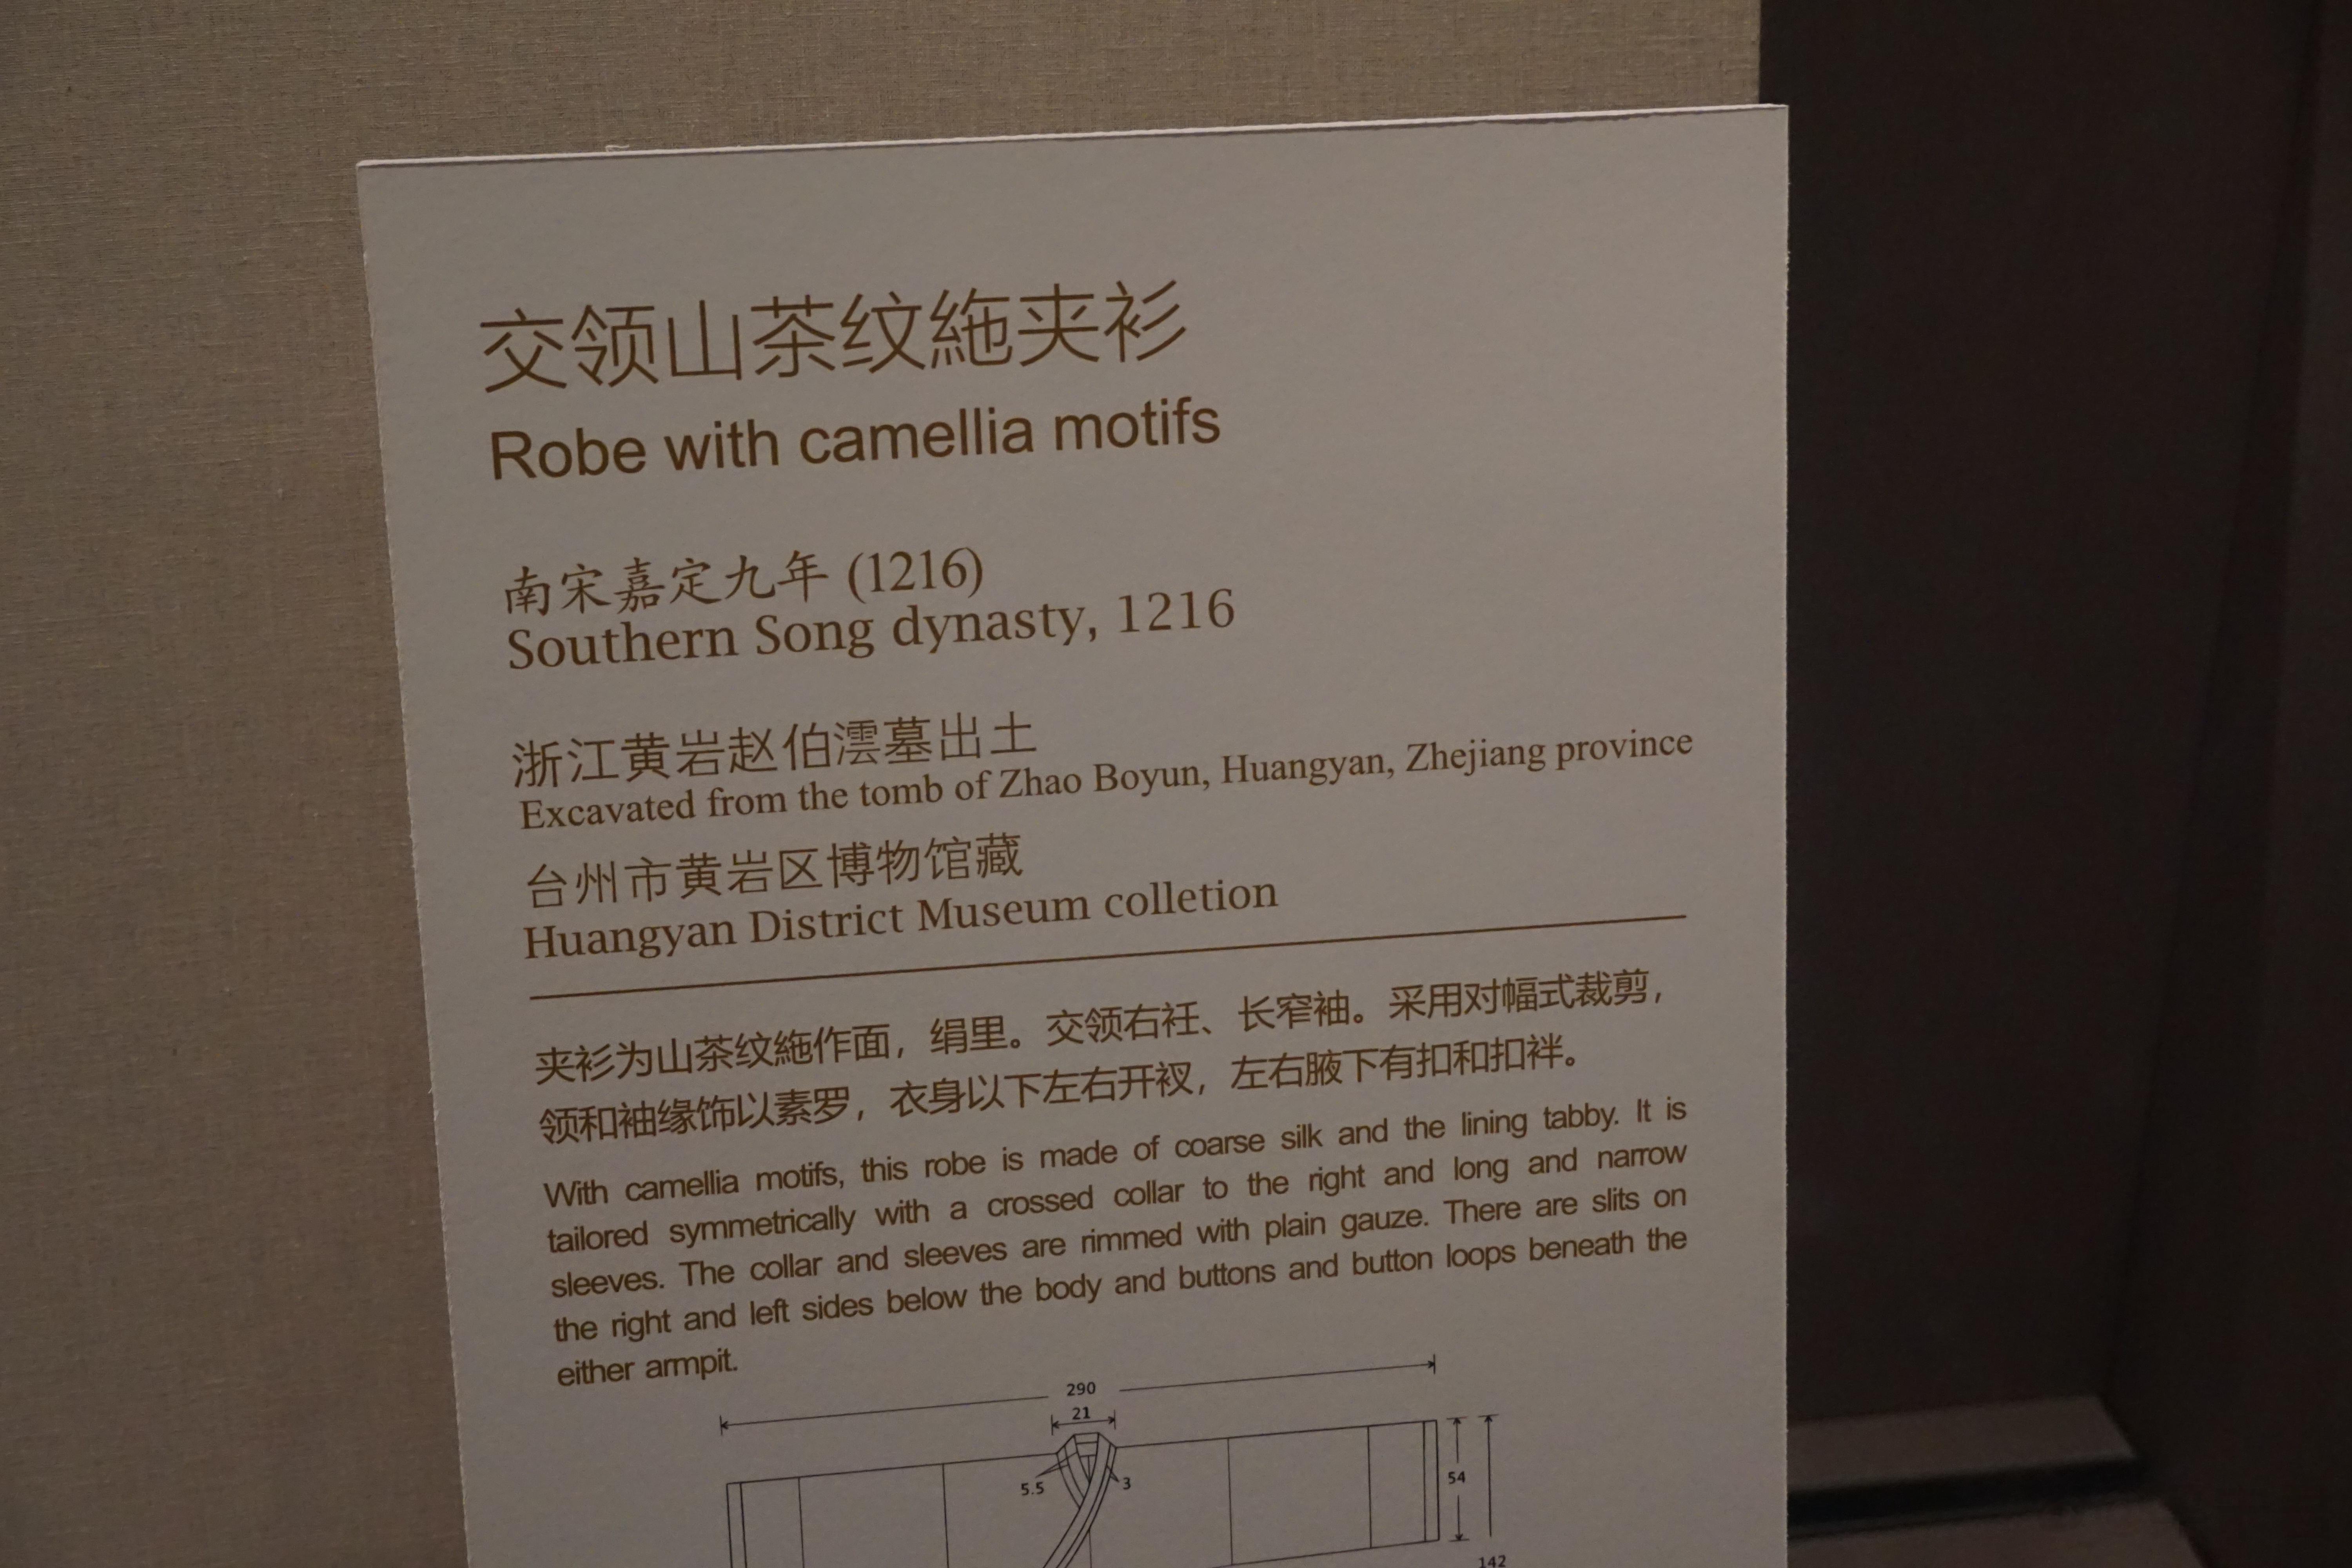 交领山茶纹絁夹衫
Robe with camellia motifs
南宋嘉定九年 (1216)
Southern Song dynasty, 1216
浙江黄岩赵伯澐墓出土
Excavated from the tomb of Zhao Boyun, Huangyan, Zhejiang province
台州市黄岩区博物馆藏
Huangyan District Museum colletion
夹衫为山茶纹絁作面，绢里。交领右衽、长窄袖。采用对幅式裁剪，
领和袖缘饰以素罗，衣身以下左右开衩，左右腋下有扣和扣袢。
With camellia motifs, this robe is made of coarse silk and the lining tabby. It is
tailored symmetrically with a crossed collar to the right and long and narrow
sleeves. The collar and sleeves are rimmed with plain gauze. There are slits on
the right and left sides below the body and buttons and button loops beneath the
either armpit.
290
21
5.5
3
54
142